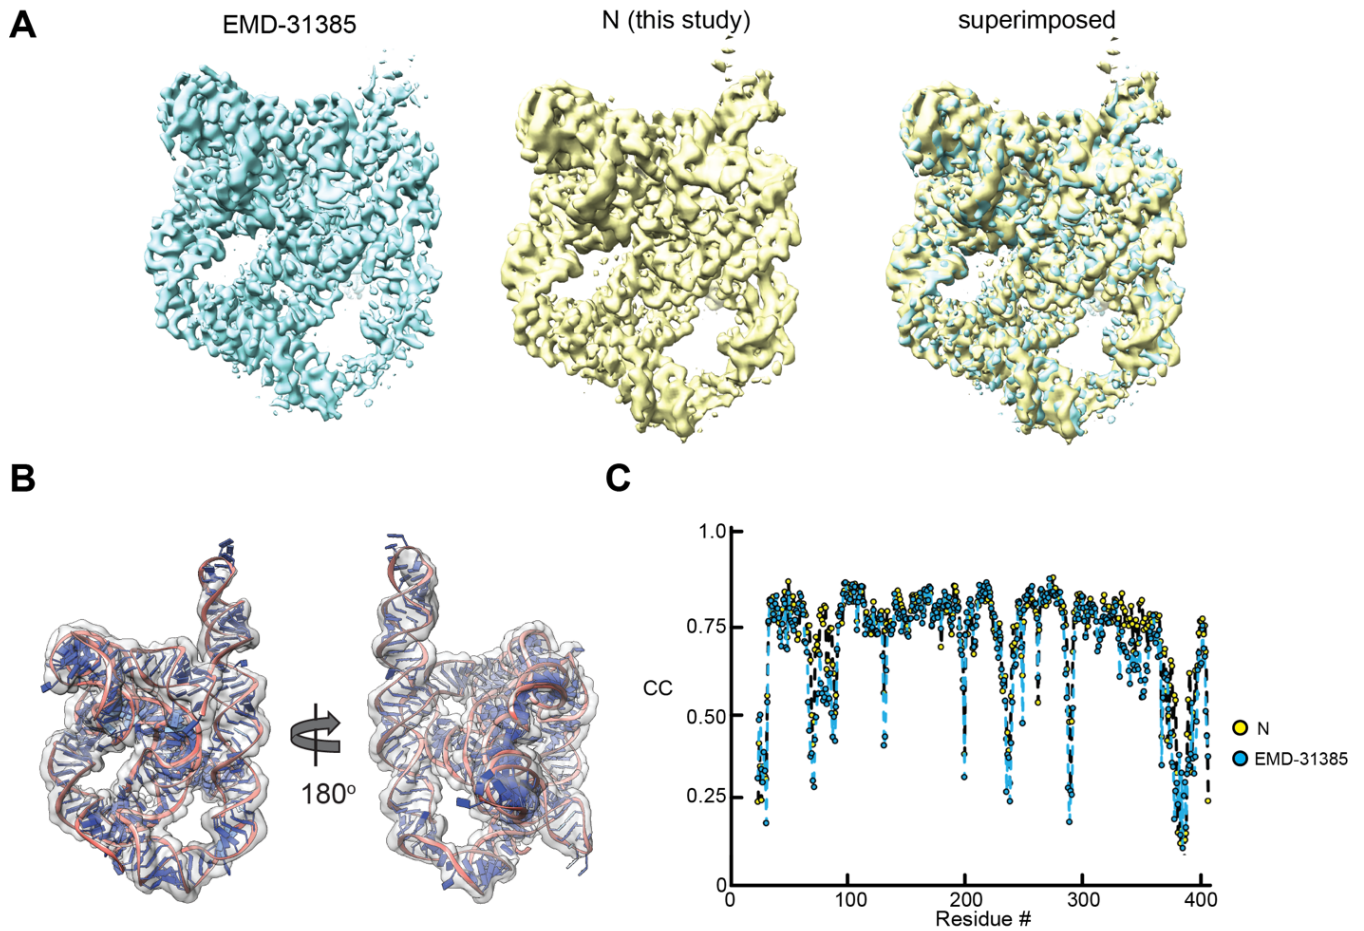 A
EMD-31385
N (this study)
superimposed
B
180°
C
1.0
0.75
0.50
0.25
0
CC
0
100
200
300
400
Residue #
N
EMD-31385